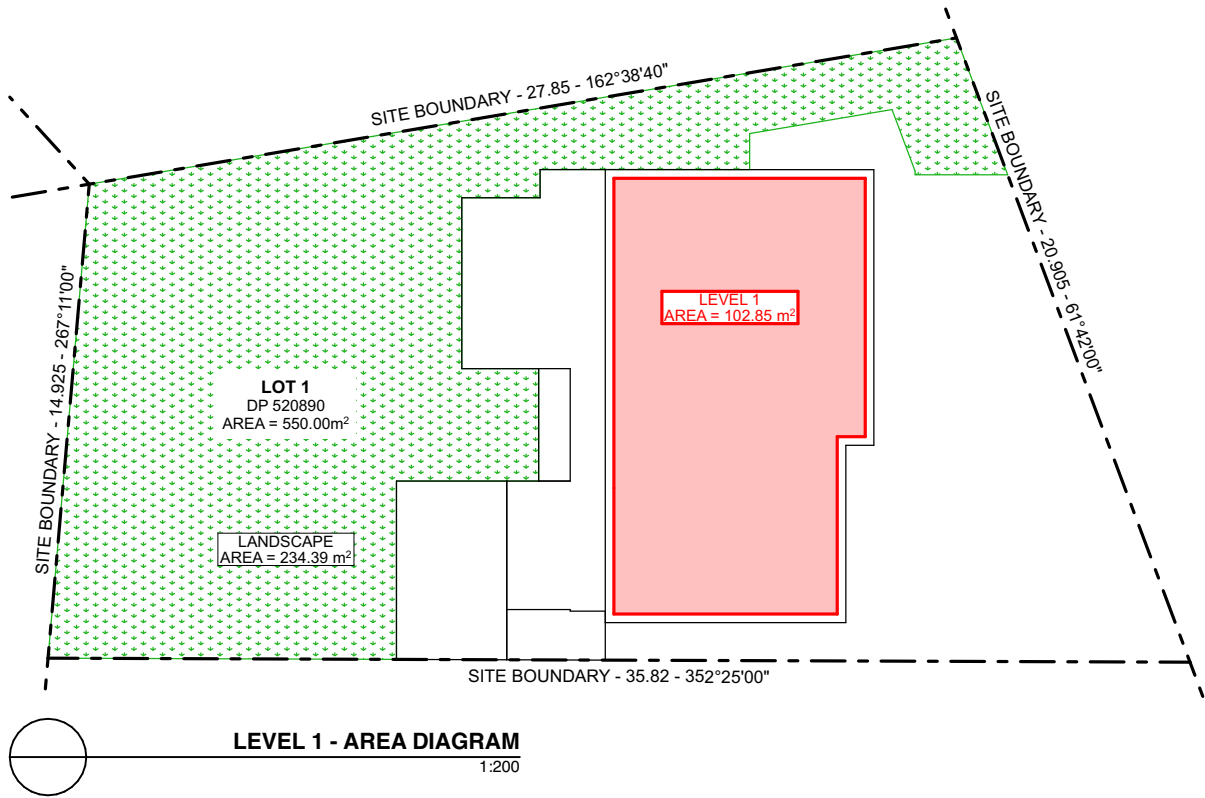 SITE BOUNDARY - 27.85 - 162°38'40"
SITE BOUNDARY - 20.905 - 61°42'00"
SITE BOUNDARY - 14.925 - 267°11'00"
LEVEL 1
AREA = 102.85 m²
LOT 1
DP 520890
AREA = 550.00m²
LANDSCAPE
AREA = 234.39 m²
SITE BOUNDARY - 35.82 - 352°25'00"
LEVEL 1 - AREA DIAGRAM
1:200